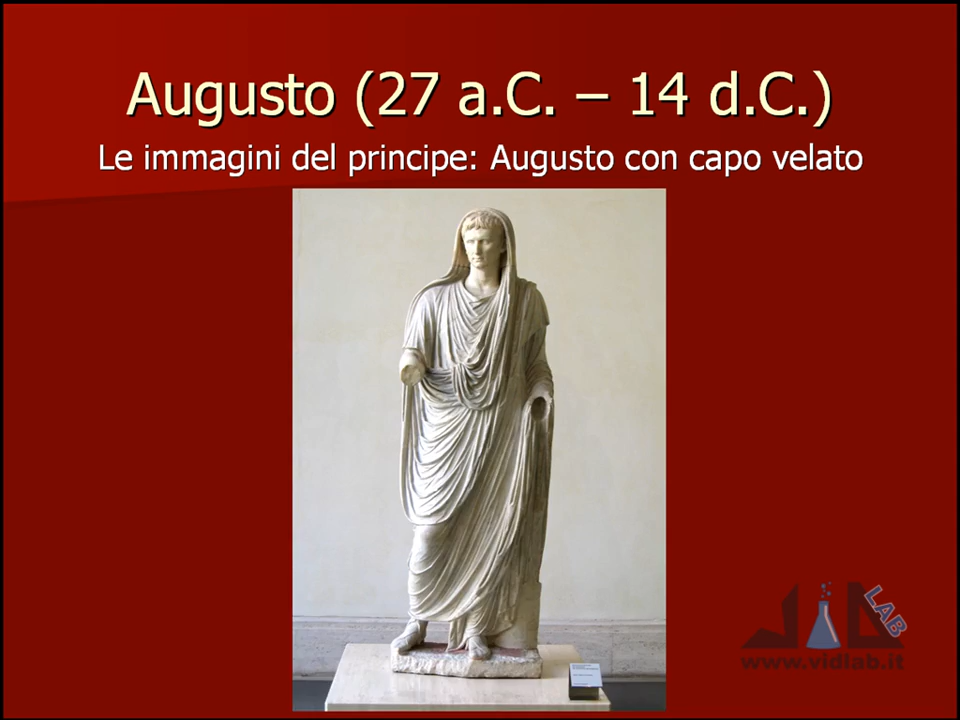 Augusto (27 a.C. – 14 d.C.)
Le immagini del principe: Augusto con capo velato
LAB
www.vidlab.it